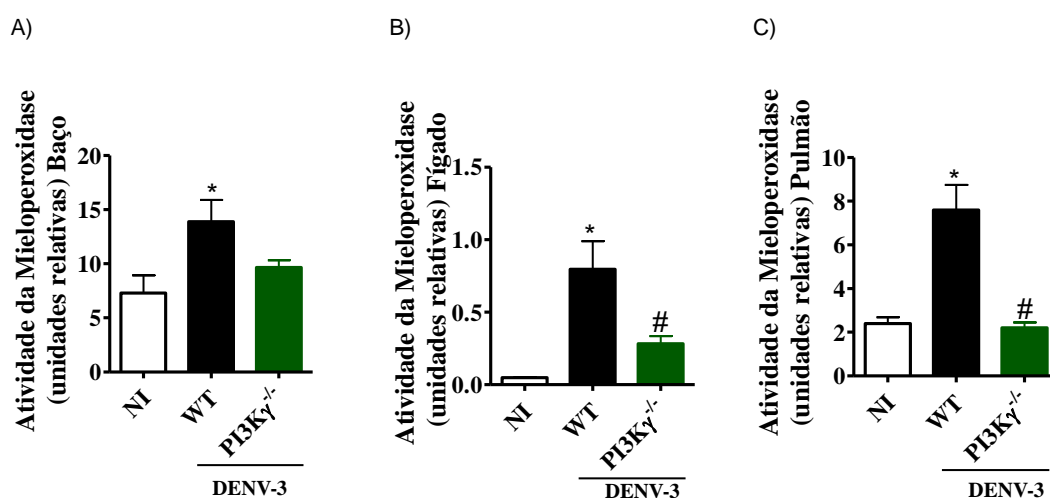 A)
Atividade da Mieloperoxidase
(unidades relativas) Baço
20
15
10
5
0
*
NI
WT
PI3Kγ-/-
DENV-3
B)
Atividade da Mieloperoxidase
(unidades relativas) Fígado
1.5
1.0
0.5
0.0
*
#
NI
WT
PI3Kγ-/-
DENV-3
C)
Atividade da Mieloperoxidase
(unidades relativas) Pulmão
10
8
6
4
2
0
*
#
NI
WT
PI3Kγ-/-
DENV-3